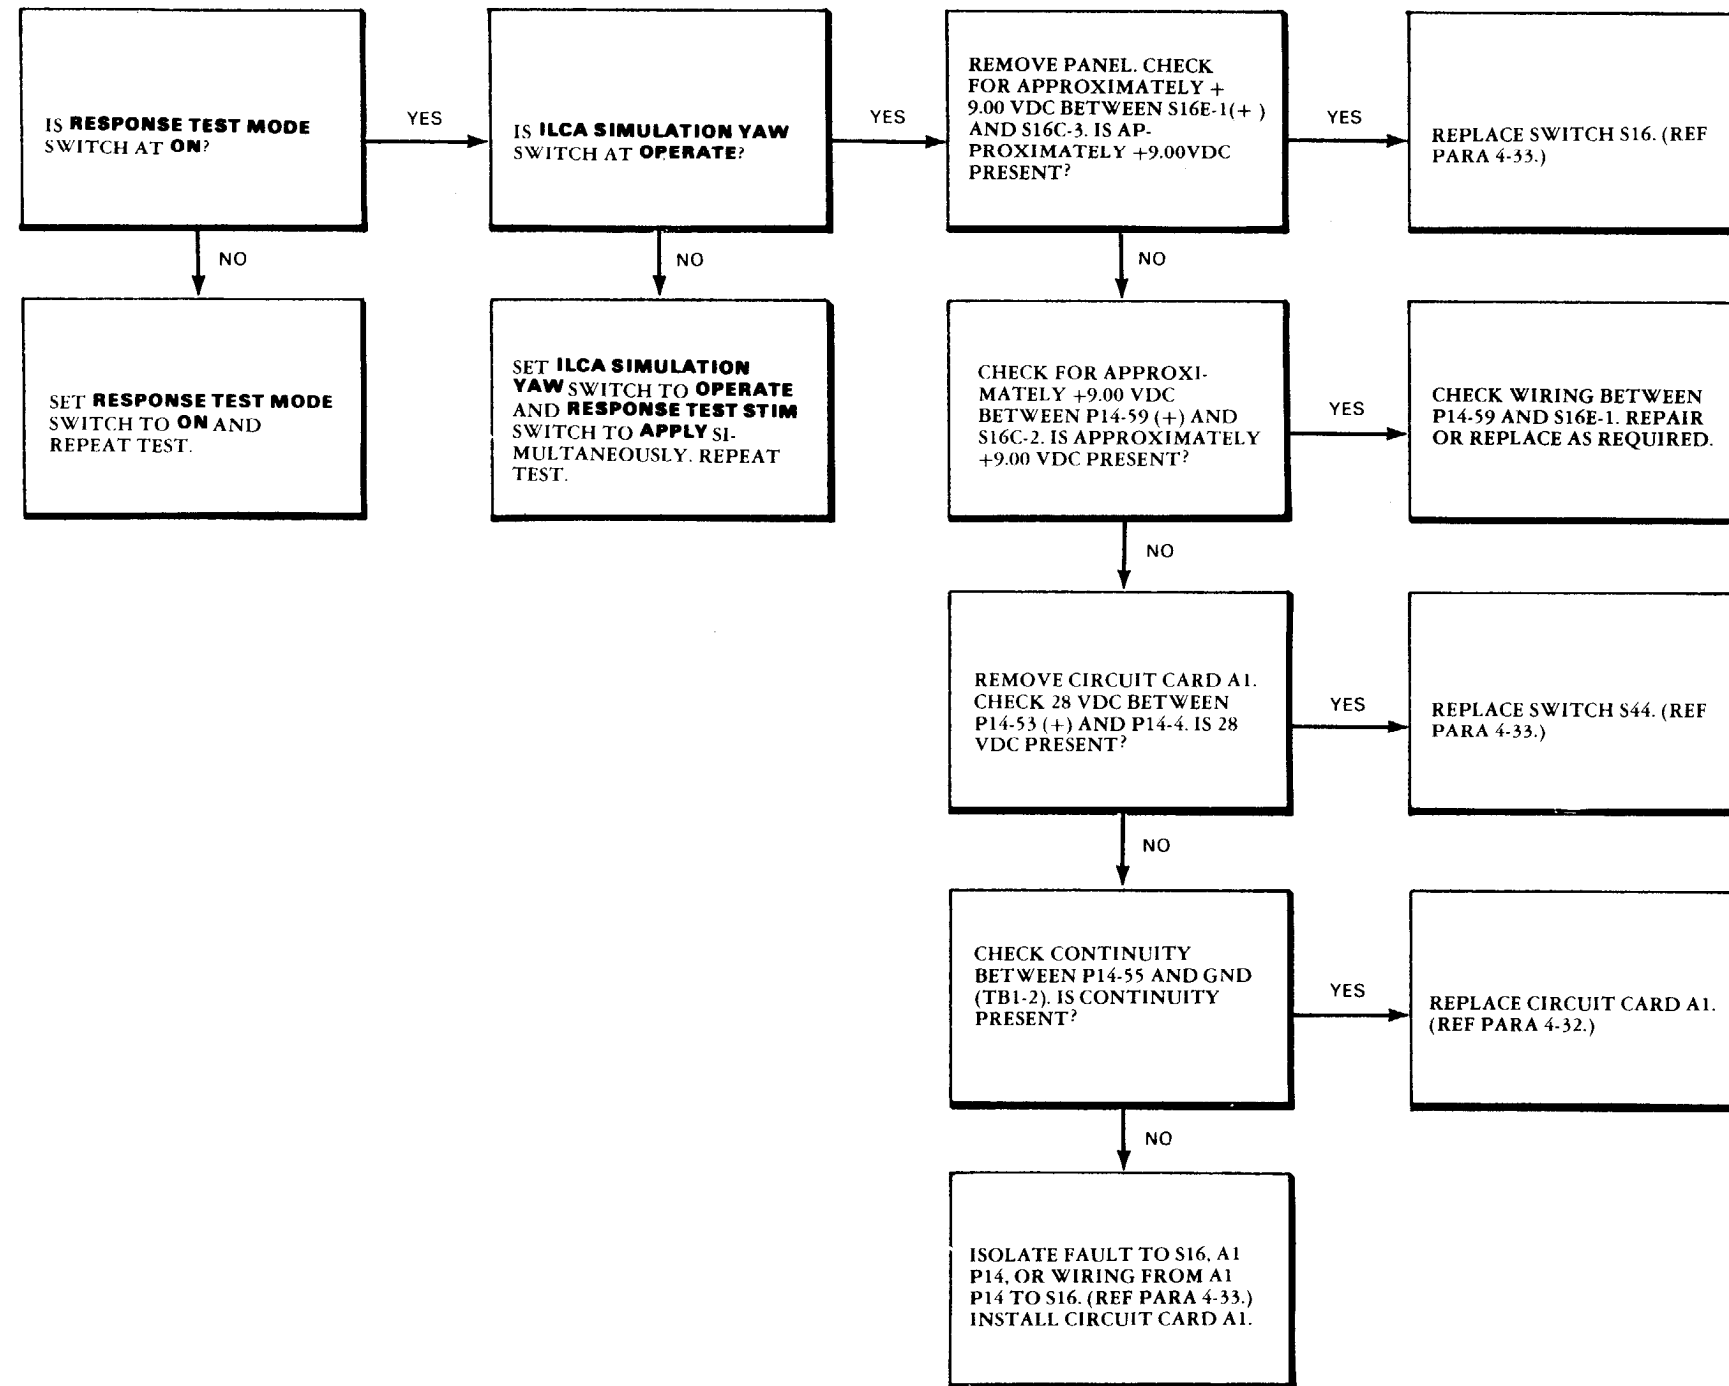 IS RESPONSE TEST MODE
SWITCH AT ON?
YES
IS ILCA SIMULATION YAW
SWITCH AT OPERATE?
YES
REMOVE PANEL. CHECK
FOR APPROXIMATELY +
9.00 VDC BETWEEN S16E-1(+ )
AND S16C-3. IS AP-
PROXIMATELY +9.00VDC
PRESENT?
YES
REPLACE SWITCH S16. (REF
PARA 4-33.)
NO
NO
NO
SET RESPONSE TEST MODE
SWITCH TO ON AND
REPEAT TEST.
SET ILCA SIMULATION
YAW SWITCH TO OPERATE
AND RESPONSE TEST STIM
SWITCH TO APPLY SI-
MULTANEOUSLY. REPEAT
TEST.
CHECK FOR APPROXI-
MATELY +9.00 VDC
BETWEEN P14-59 (+) AND
S16C-2. IS APPROXIMATELY
+9.00 VDC PRESENT?
YES
CHECK WIRING BETWEEN
P14-59 AND S16E-1. REPAIR
OR REPLACE AS REQUIRED.
NO
REMOVE CIRCUIT CARD A1.
CHECK 28 VDC BETWEEN
P14-53 (+) AND P14-4. IS 28
VDC PRESENT?
YES
REPLACE SWITCH S44. (REF
PARA 4-33.)
NO
CHECK CONTINUITY
BETWEEN P14-55 AND GND
(TB1-2). IS CONTINUITY
PRESENT?
YES
REPLACE CIRCUIT CARD A1.
(REF PARA 4-32.)
NO
ISOLATE FAULT TO S16, A1
P14, OR WIRING FROM A1
P14 TO S16. (REF PARA 4-33.)
INSTALL CIRCUIT CARD A1.